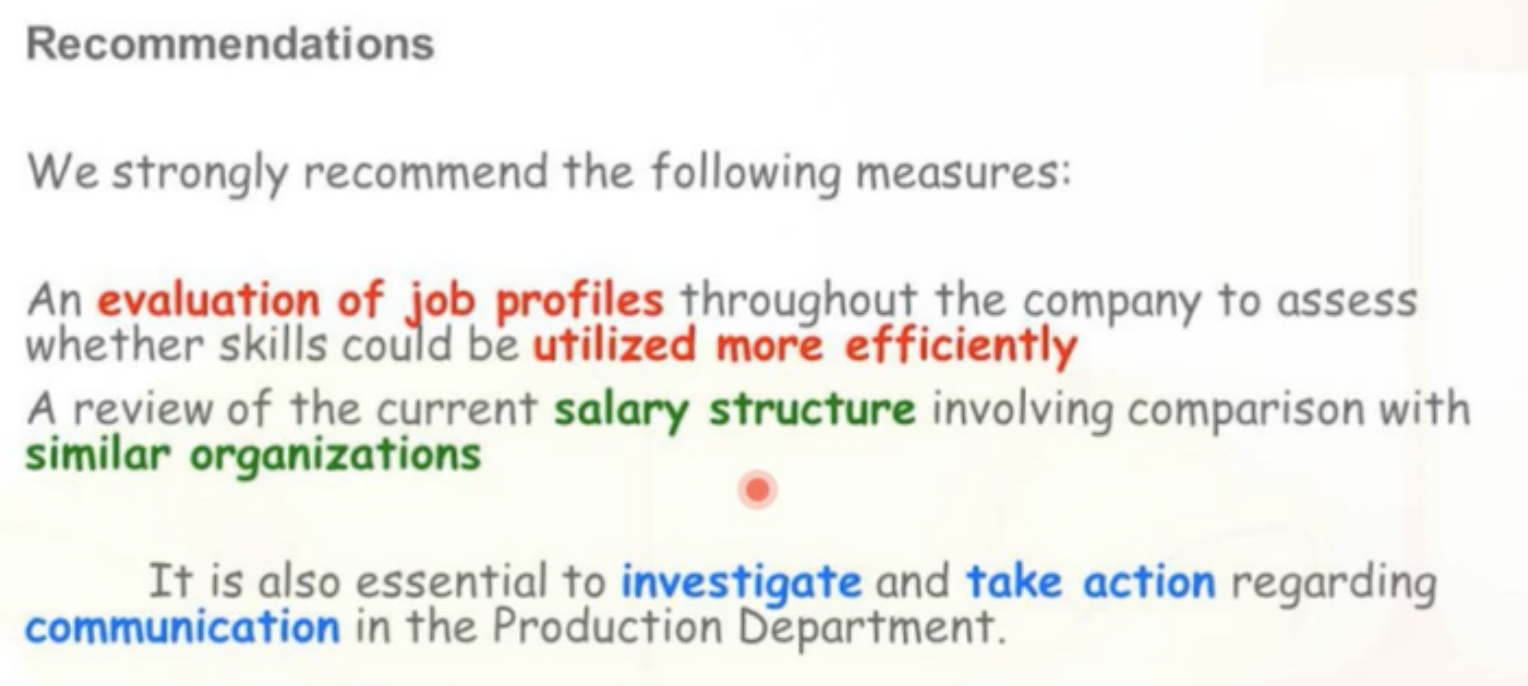 Recommendations
We strongly recommend the following measures:
An evaluation of job profiles throughout the company to assess
whether skills could be utilized more efficiently
A review of the current salary structure involving comparison with
similar organizations
It is also essential to investigate and take action regarding
communication in the Production Department.